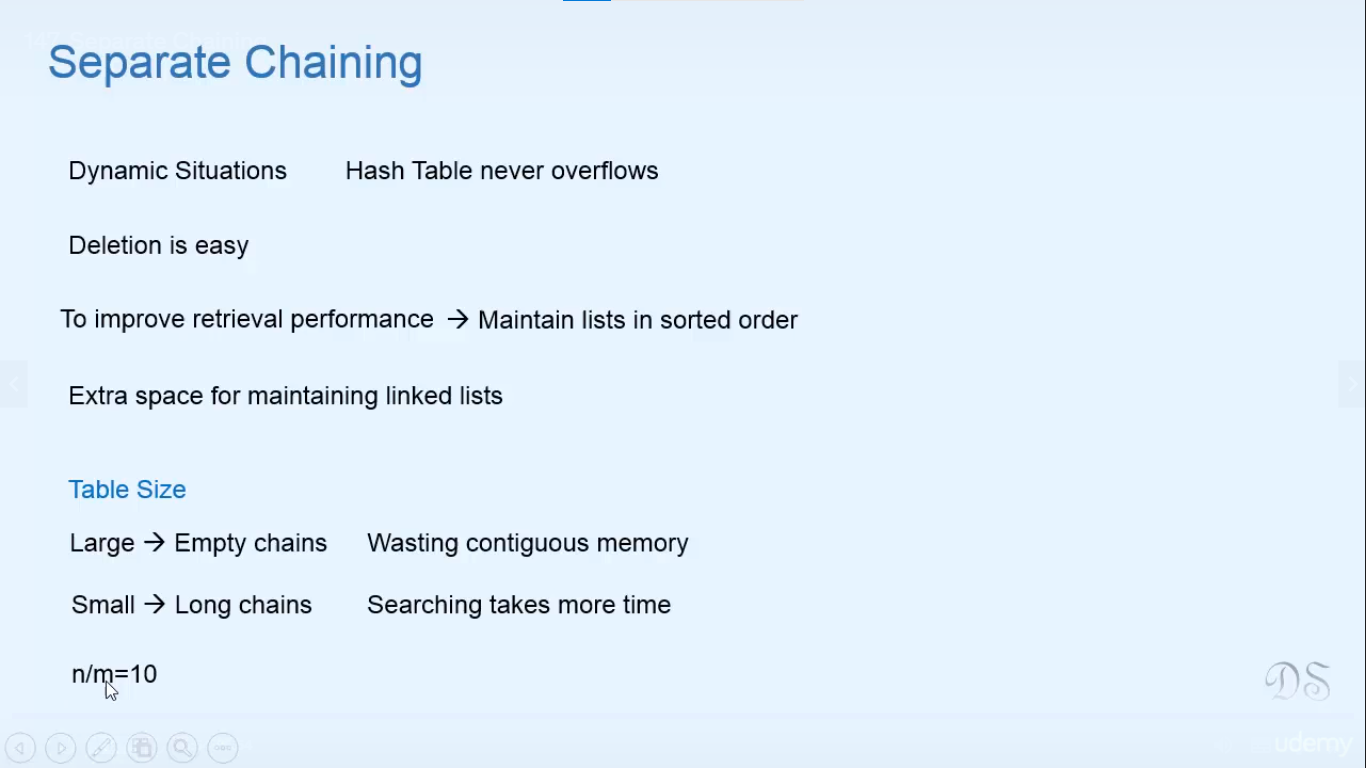 Separate Chaining
Dynamic Situations Hash Table never overflows
Deletion is easy
To improve retrieval performance → Maintain lists in sorted order
Extra space for maintaining linked lists
Table Size
Large → Empty chains Wasting contiguous memory
Small → Long chains Searching takes more time
n/m=10
DS
udemy